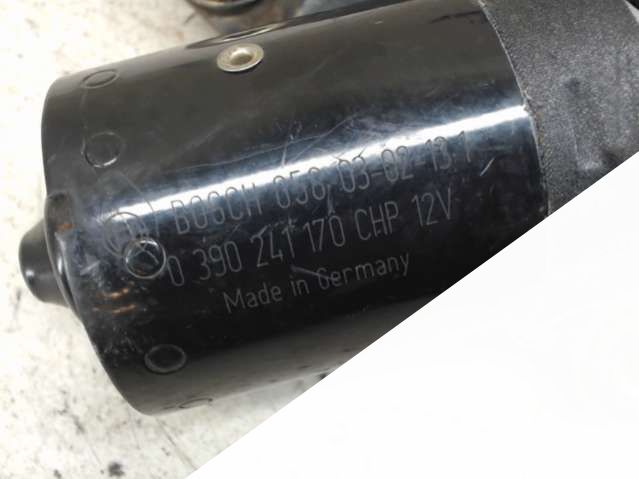 BOSCH 058 03-02-13 1
0 390 241 170 CHP 12V
Made in Germany